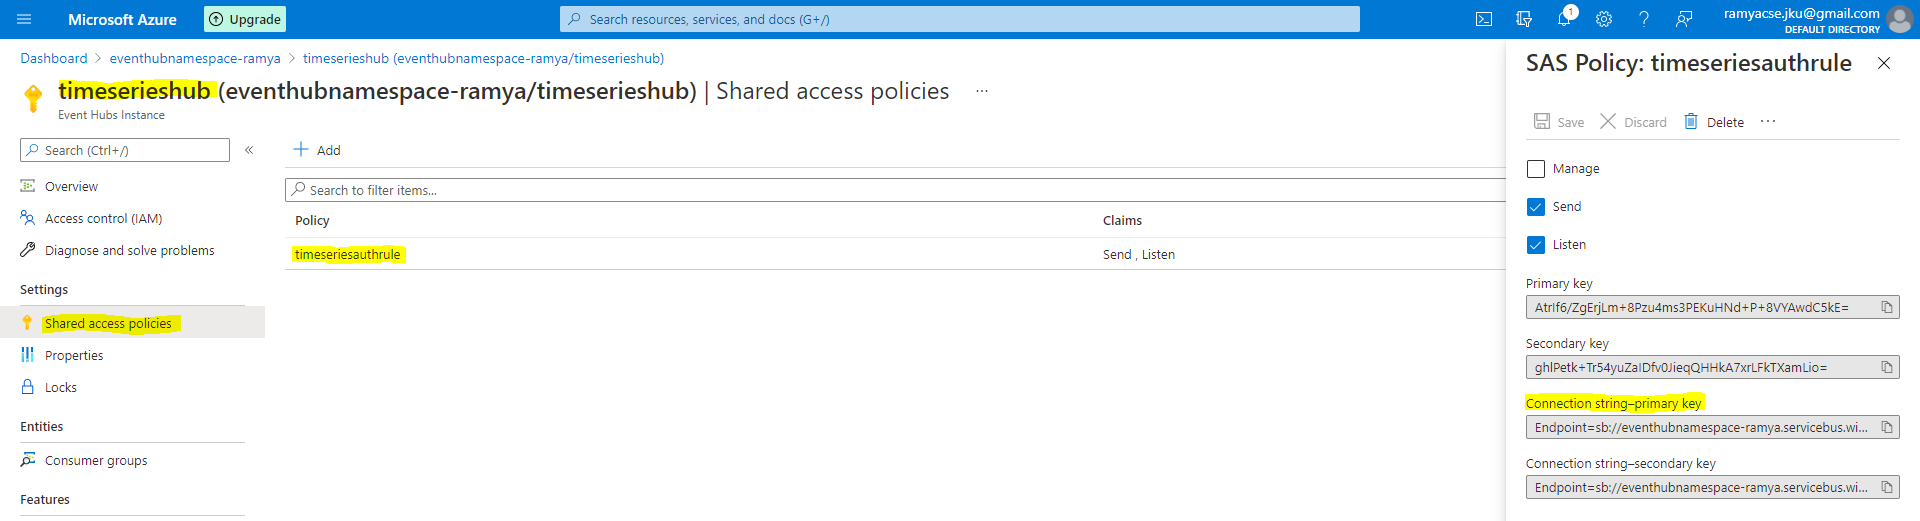 Microsoft Azure
Upgrade
Search resources, services, and docs (G+/)
1
ramyacse.jku@gmail.com
DEFAULT DIRECTORY
Dashboard > eventhubnamespace-ramya > timeserieshub (eventhubnamespace-ramya/timeserieshub)
timeserieshub (eventhubnamespace-ramya/timeserieshub) | Shared access policies ...
Event Hubs Instance
Search (Ctrl+/)
«
Overview
Access control (IAM)
Diagnose and solve problems
Settings
Shared access policies
Properties
Locks
Entities
Consumer groups
Features
+ Add
Search to filter items...
Policy Claims
timeseriesauthrule Send , Listen
SAS Policy: timeseriesauthrule
Save Discard Delete ...
Manage
Send
Listen
Primary key
AtrIf6/ZgErjLm+8Pzu4ms3PEKuHNd+P+8VYAwdC5kE=
Secondary key
ghlPetk+Tr54yuZaIDfv0JieqQHHkA7xrLFkTXamLio=
Connection string–primary key
Endpoint=sb://eventhubnamespace-ramya.servicebus.wi...
Connection string–secondary key
Endpoint=sb://eventhubnamespace-ramya.servicebus.wi...